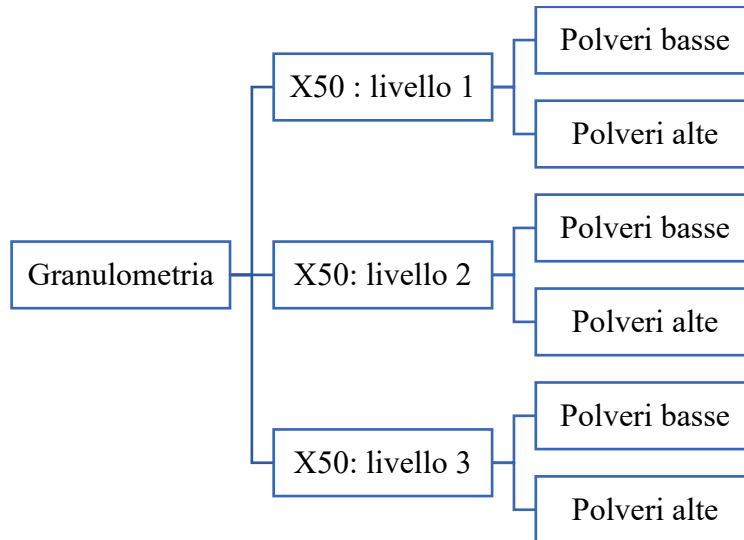 Granulometria
X50 : livello 1
Polveri basse
Polveri alte
X50: livello 2
Polveri basse
Polveri alte
X50: livello 3
Polveri basse
Polveri alte